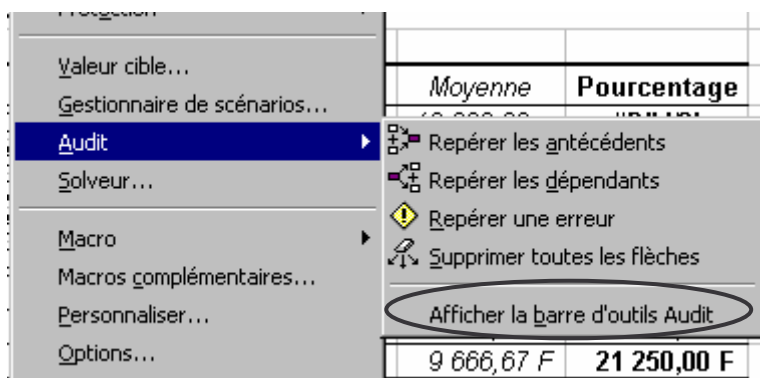 Valeur cible...
Gestionnaire de scénarios...
Audit
Solveur...
Macro
Macros complémentaires...
Personnaliser...
Options...
Moyenne Pourcentage
Repérer les antécédents
Repérer les dépendants
Repérer une erreur
Supprimer toutes les flèches
Afficher la barre d'outils Audit
9 666,67 F 21 250,00 F